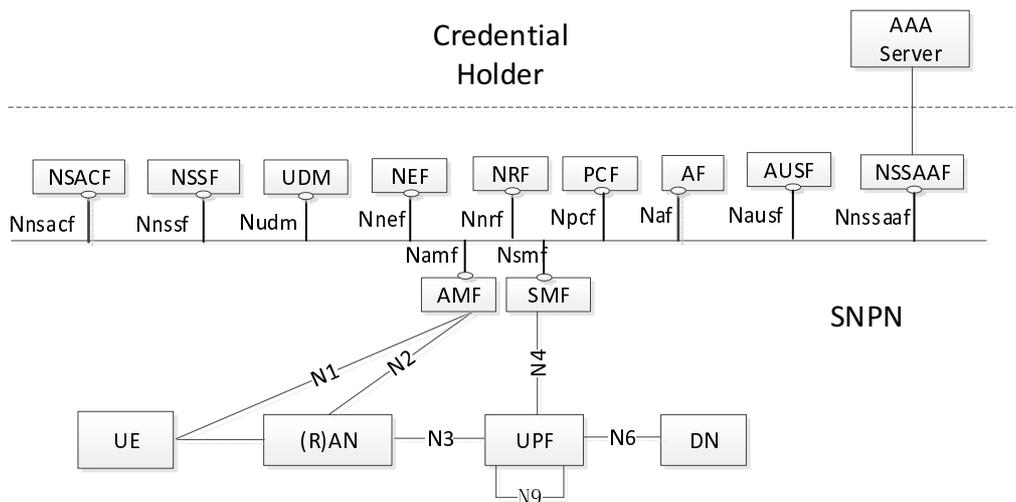 Credential
Holder
AAA
Server
NSACF
NSSF
UDM
NEF
NRF
PCF
AF
AUSF
NSSAAF
Nnsacf
Nnssf
Nudm
Nnef
Nnrf
Npcf
Naf
Nausf
Nnssaaf
Namf
Nsmf
AMF
SMF
SNPN
N1
N2
N4
UE
(R)AN
N3
UPF
N6
DN
N9